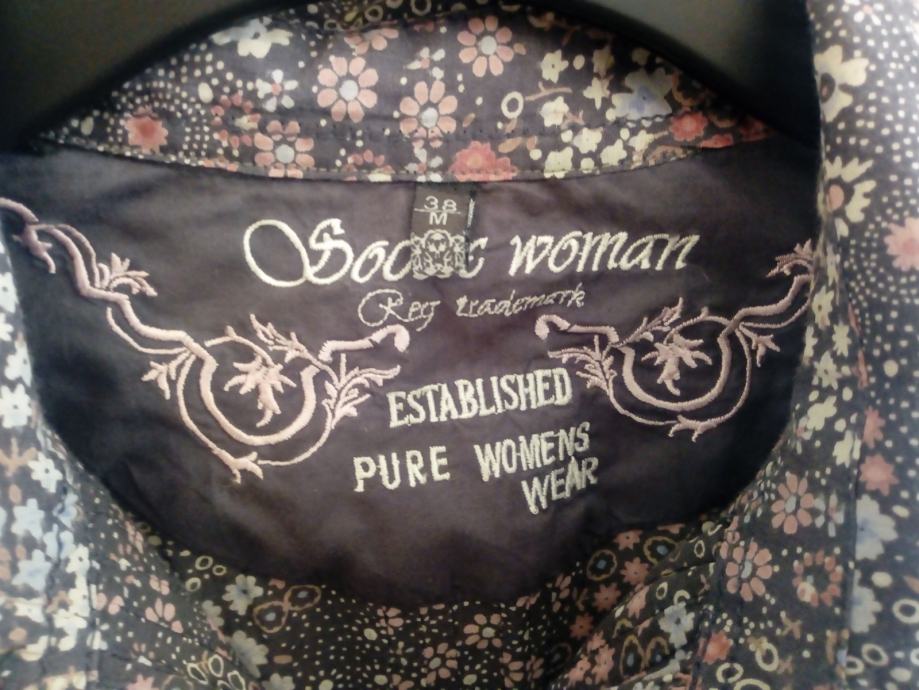 38
M
woman
Reg trademark
ESTABLISHED
PURE WOMENS
WEAR